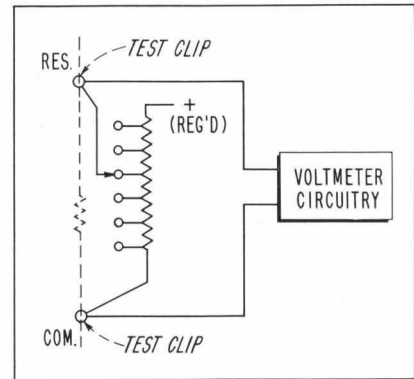 TEST CLIP
RES.
+
(REG'D)
VOLTMETER
CIRCUITRY
COM.
TEST CLIP